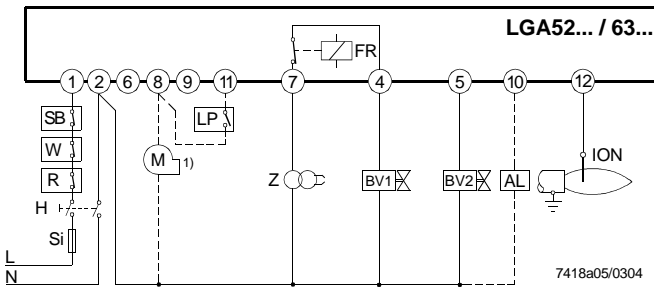 LGA52... / 63...
FR
1 2 6 8 9 11 7 4 5 10 12
SB
LP
W
M 1)
ION
R
Z
BV1
BV2
AL
H
Si
L
N
7418a05/0304